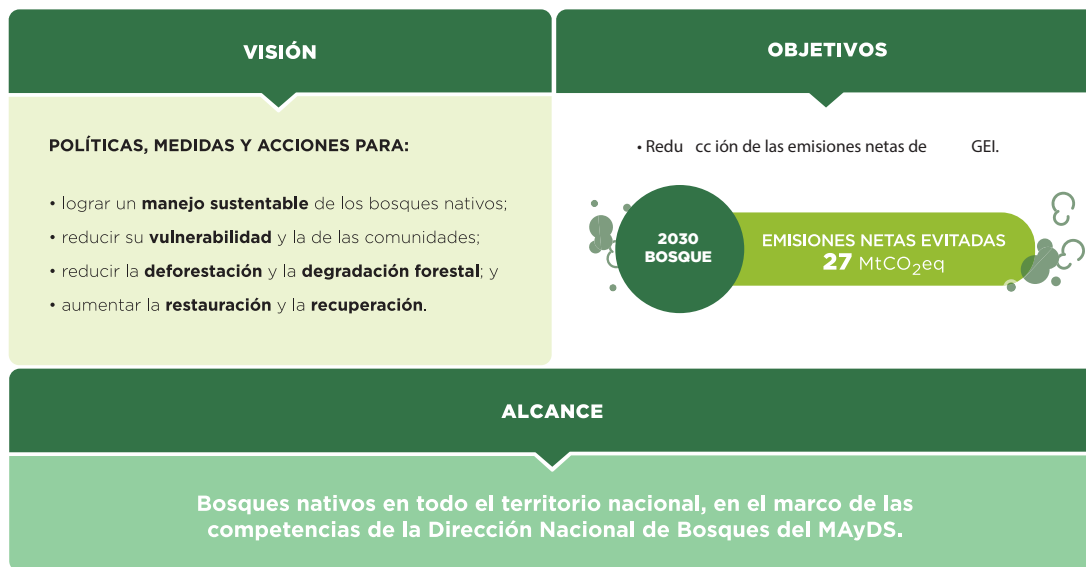 VISIÓN
POLÍTICAS, MEDIDAS Y ACCIONES PARA:
• lograr un manejo sustentable de los bosques nativos;
• reducir su vulnerabilidad y la de las comunidades;
• reducir la deforestación y la degradación forestal; y
• aumentar la restauración y la recuperación.
OBJETIVOS
• Redu cc ión de las emisiones netas de GEI.
2030
BOSQUE
EMISIONES NETAS EVITADAS
27 MtCO₂eq
ALCANCE
Bosques nativos en todo el territorio nacional, en el marco de las
competencias de la Dirección Nacional de Bosques del MAyDS.